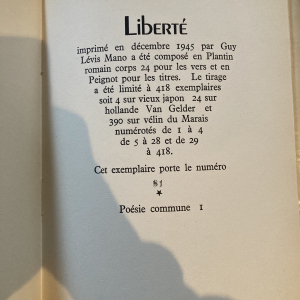 LIBERTÉ
imprimé en décembre 1945 par Guy
Lévis Mano a été composé en Plantin
romain corps 24 pour les vers et en
Peignot pour les titres. Le tirage
a été limité à 418 exemplaires
soit 4 sur vieux japon 24 sur
hollande Van Gelder et
390 sur vélin du Marais
numérotés de 1 à 4
de 5 à 28 et de 29
à 418.
Cet exemplaire porte le numéro
Poésie commune 1